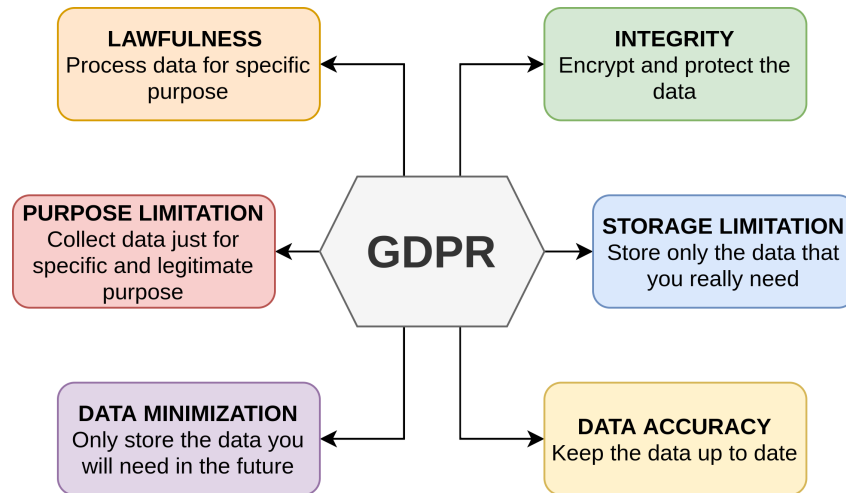 LAWFULNESS
Process data for specific
purpose
INTEGRITY
Encrypt and protect the
data
PURPOSE LIMITATION
Collect data just for
specific and legitimate
purpose
GDPR
STORAGE LIMITATION
Store only the data that
you really need
DATA MINIMIZATION
Only store the data you
will need in the future
DATA ACCURACY
Keep the data up to date